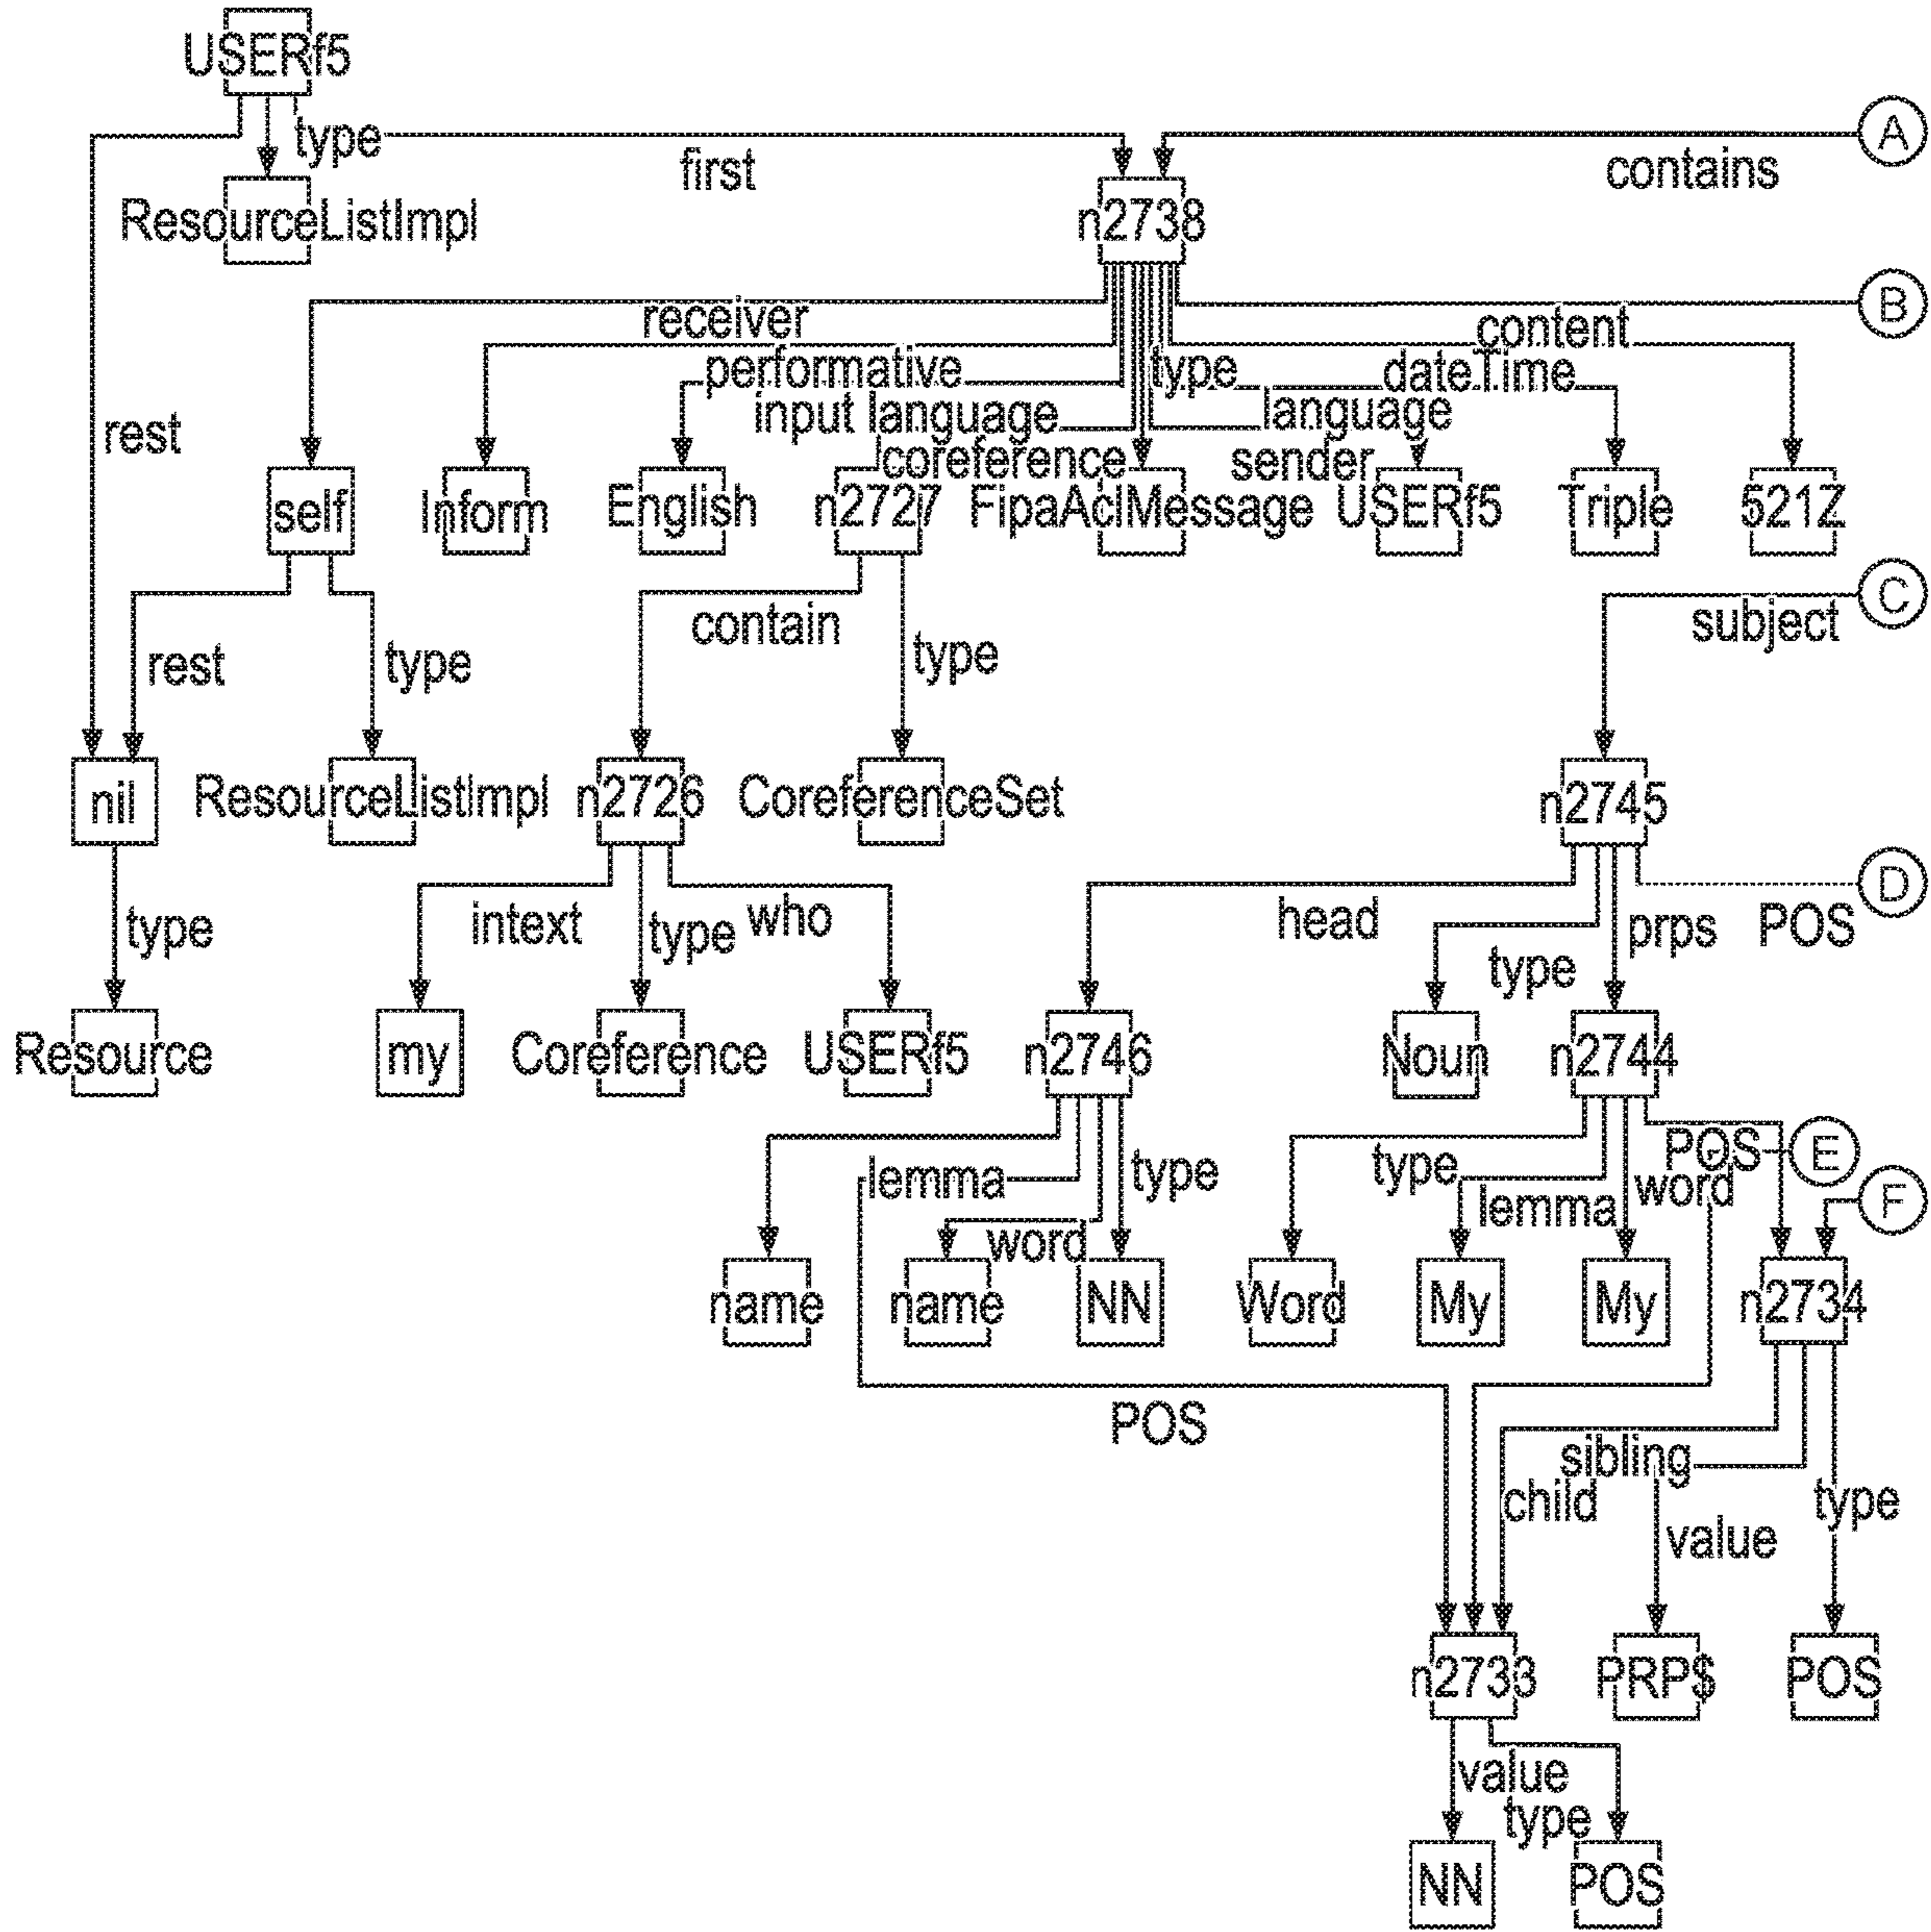 USERf5
type
first
contains
A
ResourceListImpl
n2738
receiver
content
B
performative
type
dateTime
input language
language
rest
coreference
sender
self
Inform
English
n2727
FipaAclMessage
USERf5
Triple
521Z
C
contain
subject
rest
type
type
nil
ResourceListImpl
n2726
CoreferenceSet
n2745
D
intext
type
who
head
prps
POS
type
type
Resource
my
Coreference
USERf5
n2746
Noun
n2744
POS
E
lemma
type
type
word
F
word
lemma
name
name
NN
Word
My
My
n2734
POS
sibling
child
type
value
n2733
PRP$
POS
value
type
NN
POS